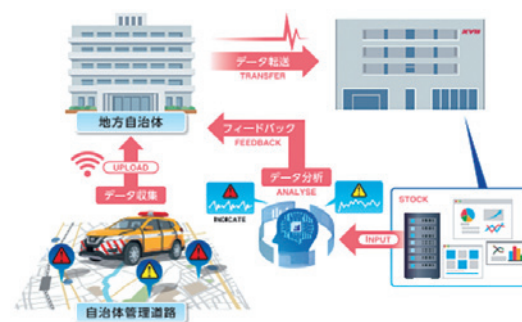 KYB
データ転送
TRANSFER
地方自治体
フィードバック
FEEDBACK
UPLOAD
データ収集
データ分析
ANALYSE
INDICATE
STOCK
INPUT
自治体管理道路